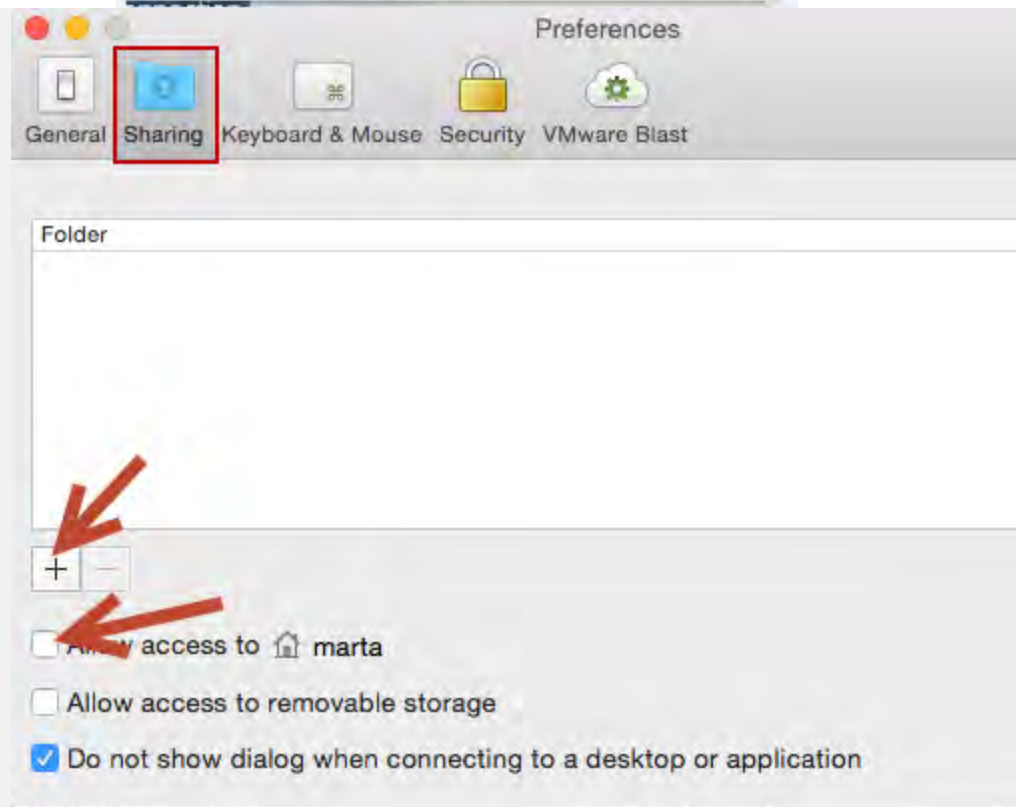 Preferences
General Sharing Keyboard & Mouse Security VMware Blast
Folder
+ −
Allow access to marta
Allow access to removable storage
Do not show dialog when connecting to a desktop or application